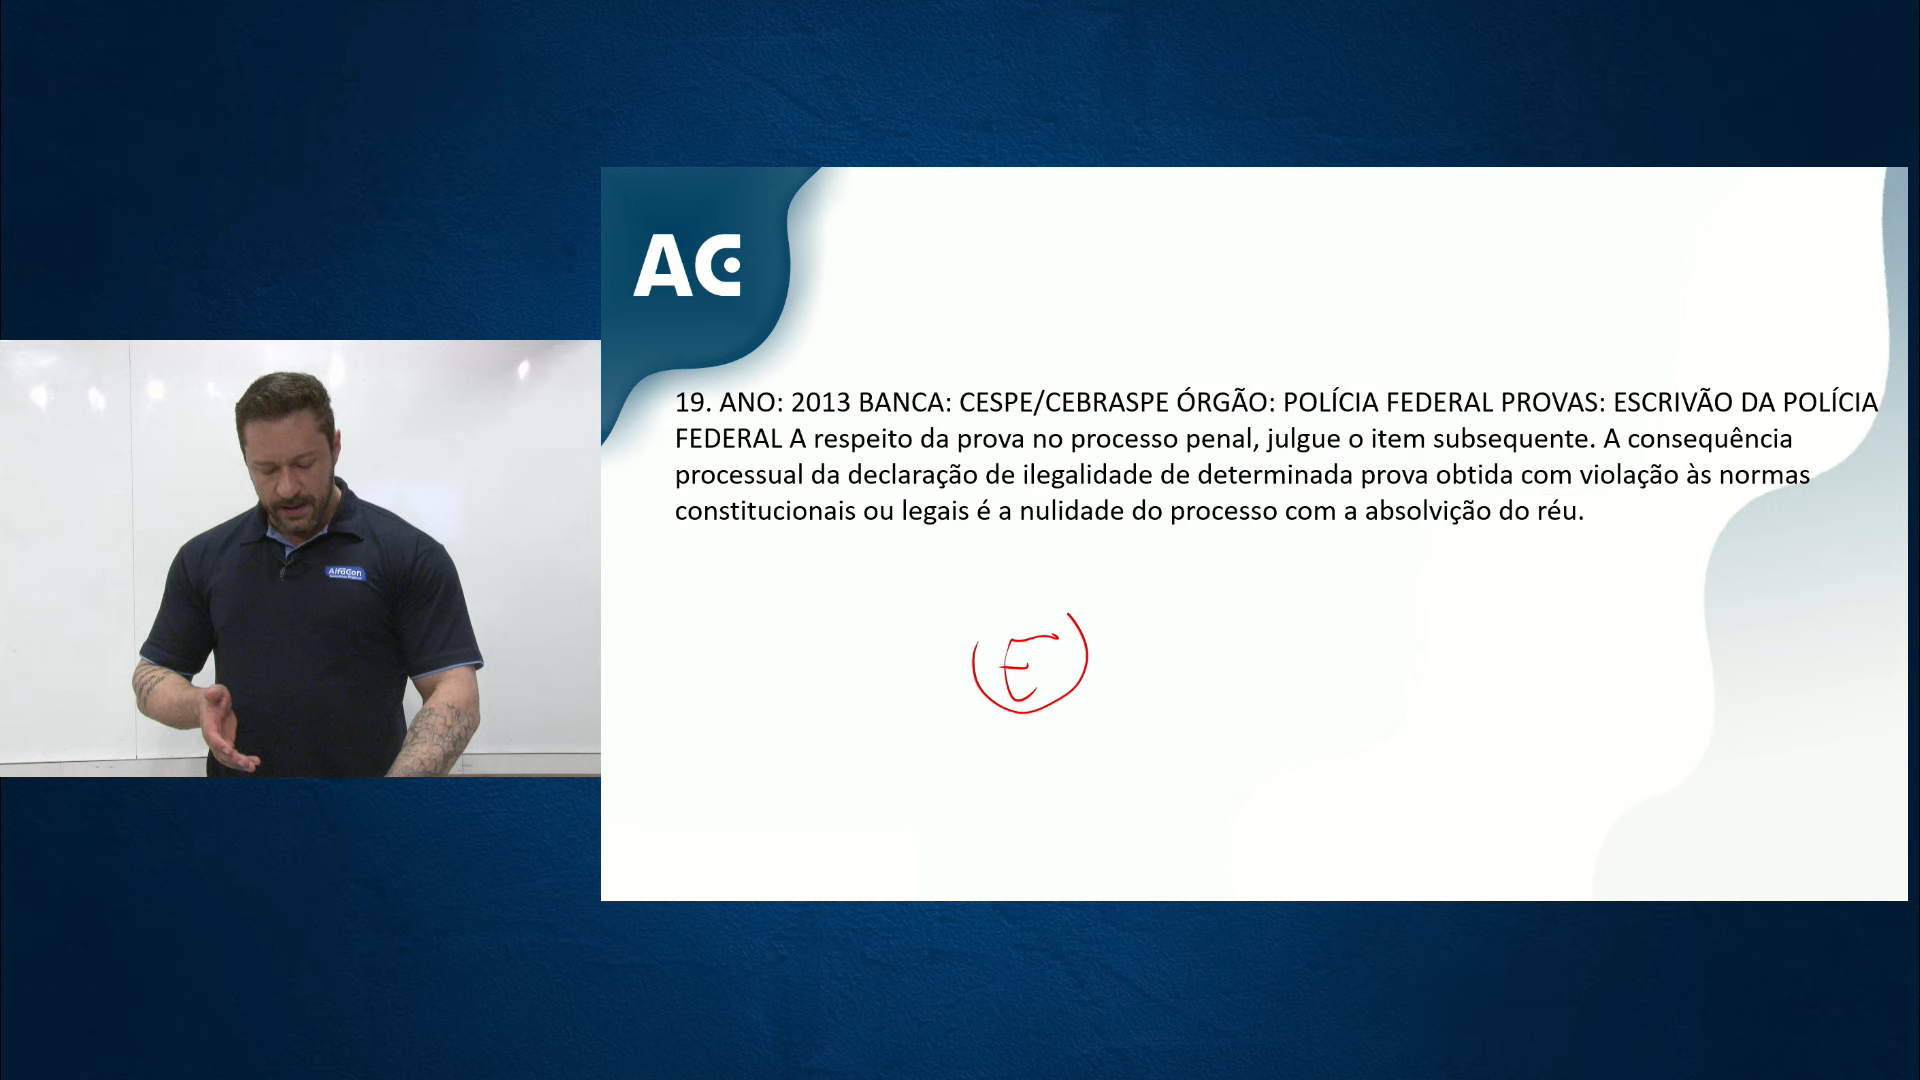 AC
19. ANO: 2013 BANCA: CESPE/CEBRASPE ÓRGÃO: POLÍCIA FEDERAL PROVAS: ESCRIVÃO DA POLÍCIA
FEDERAL A respeito da prova no processo penal, julgue o item subsequente. A consequência
processual da declaração de ilegalidade de determinada prova obtida com violação às normas
constitucionais ou legais é a nulidade do processo com a absolvição do réu.
AlfaCon
E